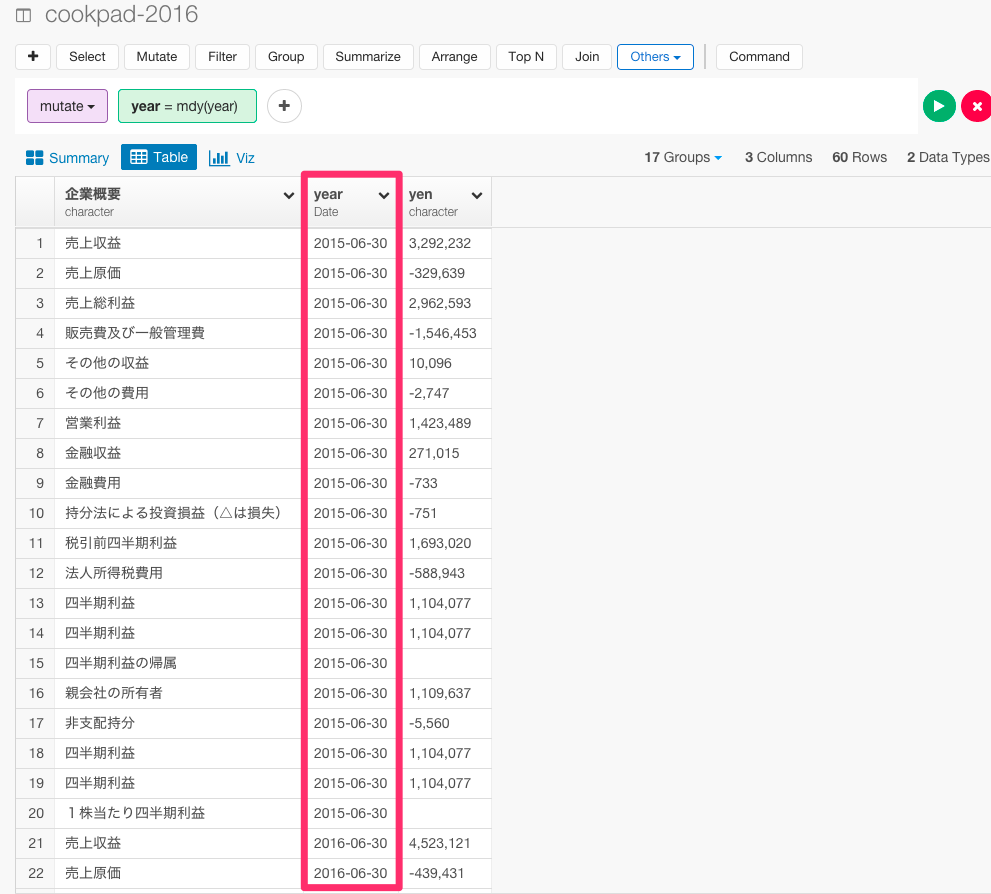 cookpad-2016
+ Select Mutate Filter Group Summarize Arrange Top N Join Others Command
mutate year = mdy(year) +
Summary Table Viz 17 Groups 3 Columns 60 Rows 2 Data Types
企業概要 year yen
character Date character
1 売上収益 2015-06-30 3,292,232
2 売上原価 2015-06-30 -329,639
3 売上総利益 2015-06-30 2,962,593
4 販売費及び一般管理費 2015-06-30 -1,546,453
5 その他の収益 2015-06-30 10,096
6 その他の費用 2015-06-30 -2,747
7 営業利益 2015-06-30 1,423,489
8 金融収益 2015-06-30 271,015
9 金融費用 2015-06-30 -733
10 持分法による投資損益（△は損失） 2015-06-30 -751
11 税引前四半期利益 2015-06-30 1,693,020
12 法人所得税費用 2015-06-30 -588,943
13 四半期利益 2015-06-30 1,104,077
14 四半期利益 2015-06-30 1,104,077
15 四半期利益の帰属 2015-06-30
16 親会社の所有者 2015-06-30 1,109,637
17 非支配持分 2015-06-30 -5,560
18 四半期利益 2015-06-30 1,104,077
19 四半期利益 2015-06-30 1,104,077
20 １株当たり四半期利益 2015-06-30
21 売上収益 2016-06-30 4,523,121
22 売上原価 2016-06-30 -439,431